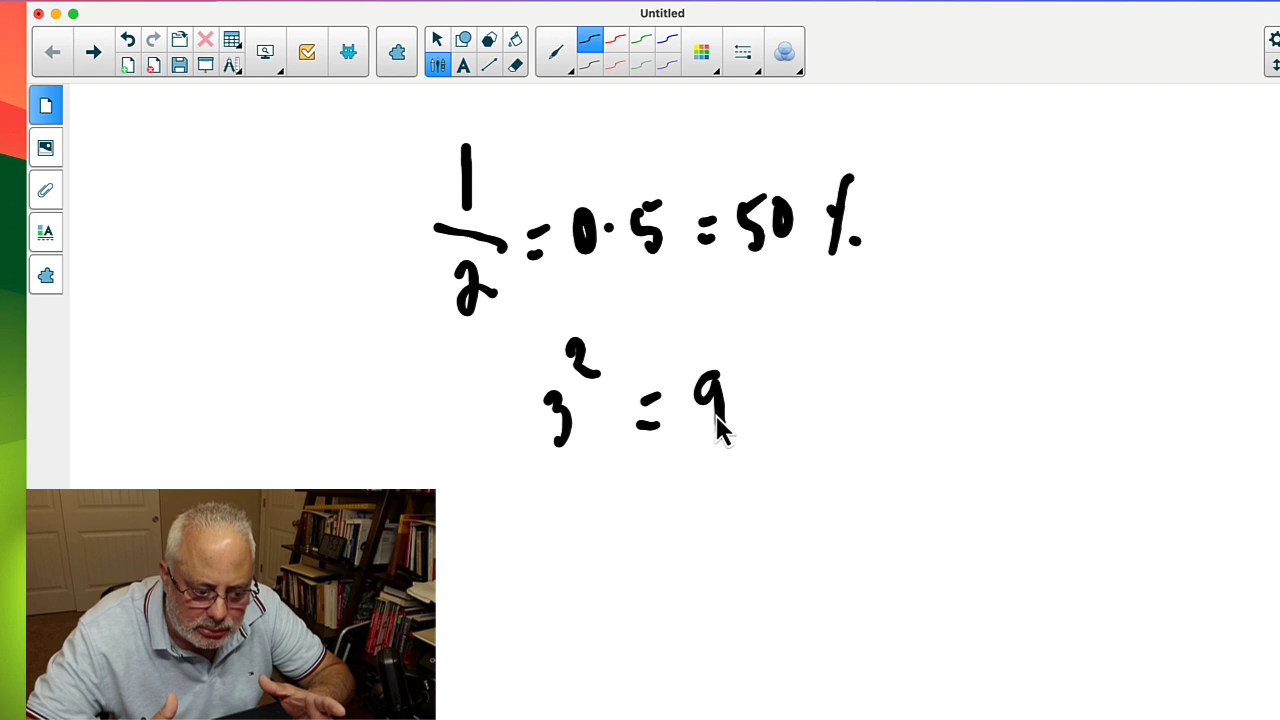 Untitled
1/2 = 0.5 = 50 %
3² = 9